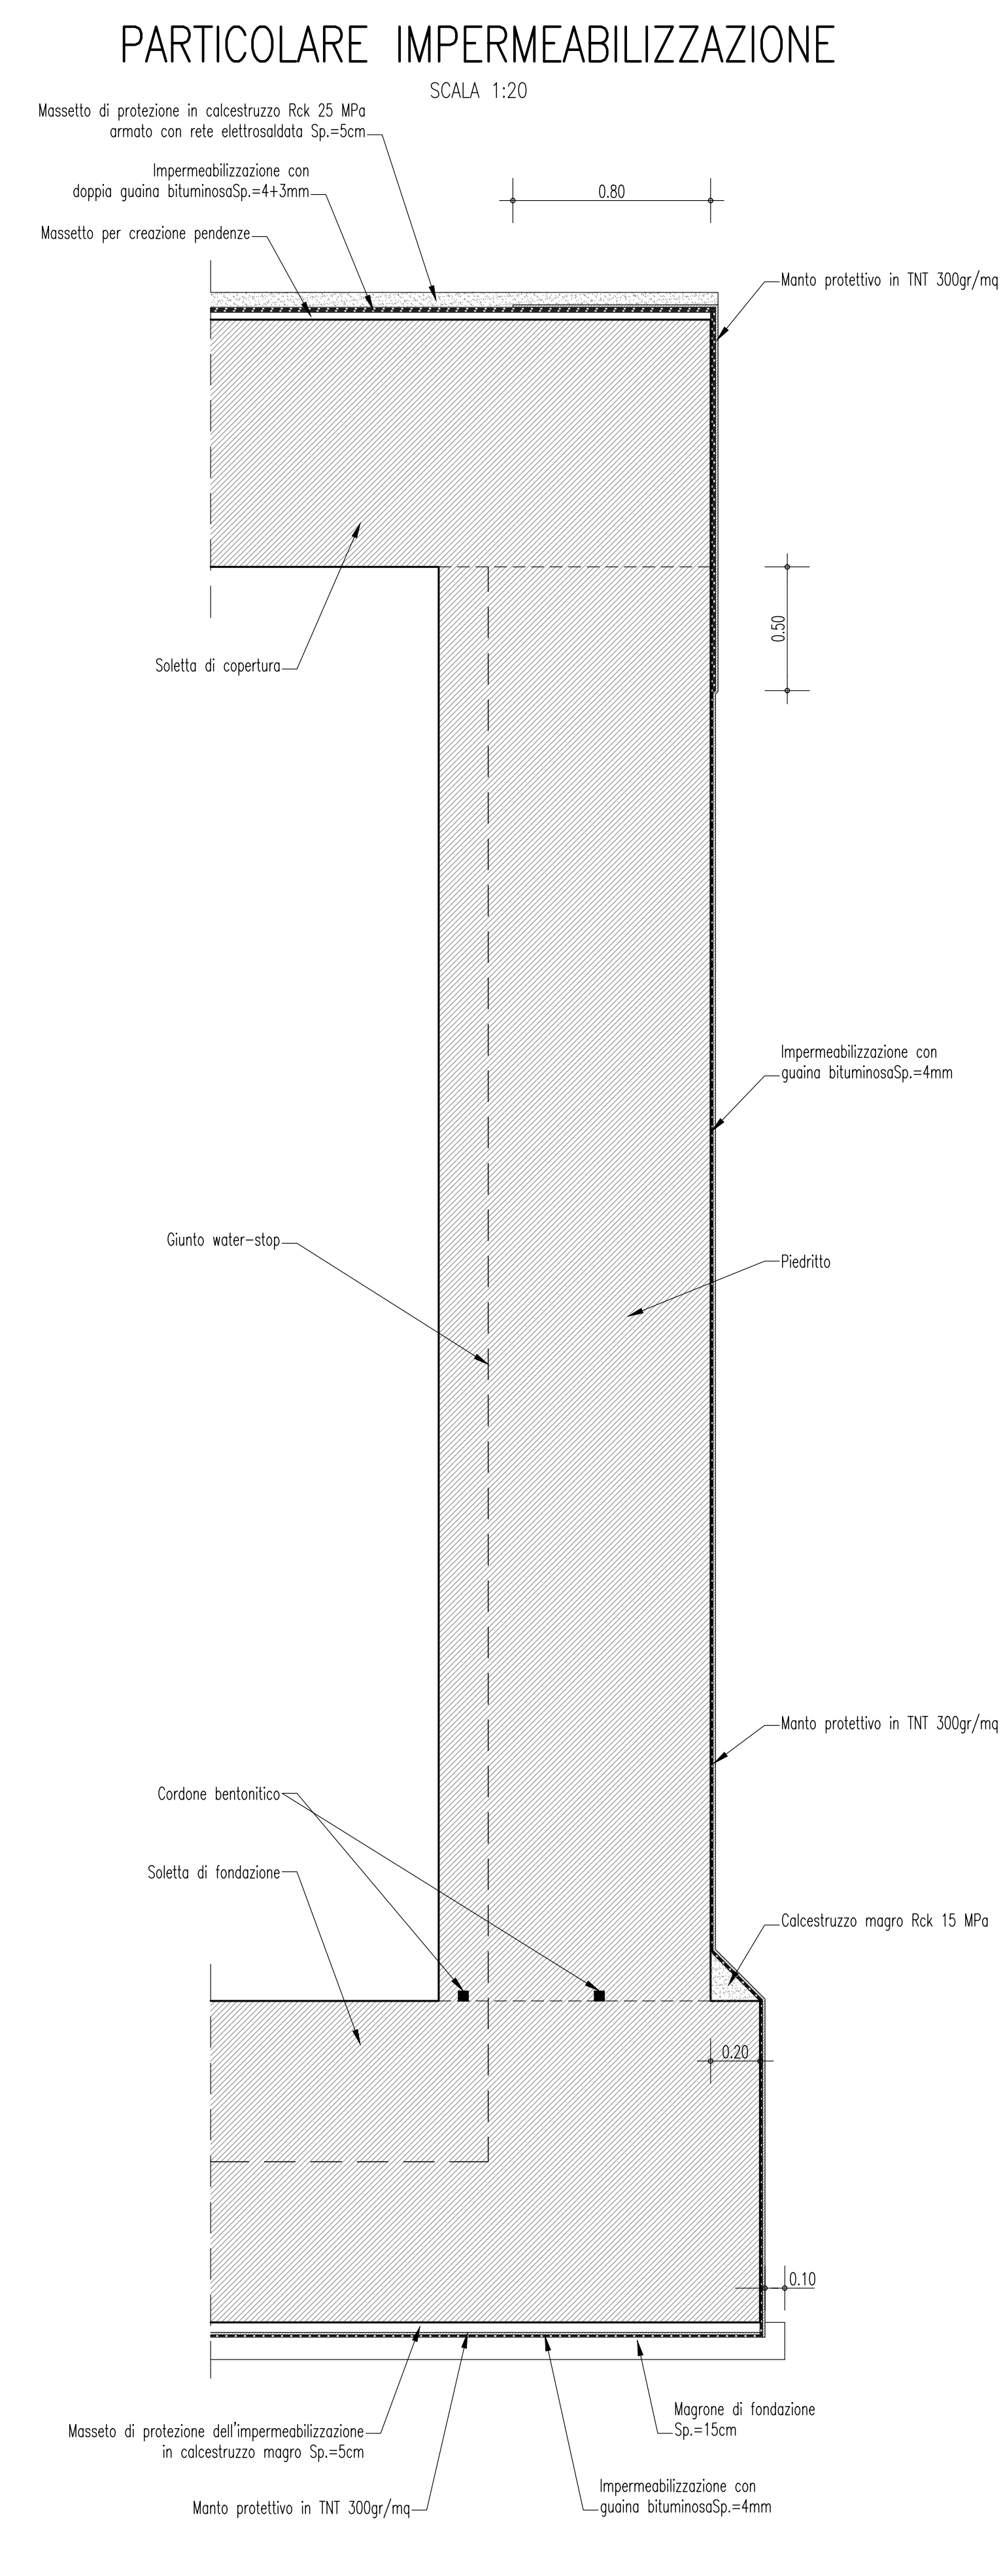 PARTICOLARE IMPERMEABILIZZAZIONE
SCALA 1:20
Massetto di protezione in calcestruzzo Rck 25 MPa
armato con rete elettrosaldata Sp.=5cm
Impermeabilizzazione con
doppia guaina bituminosaSp.=4+3mm
Massetto per creazione pendenze
0.80
Manto protettivo in TNT 300gr/mq
0.50
Soletta di copertura
Impermeabilizzazione con
guaina bituminosaSp.=4mm
Giunto water-stop
Piedritto
Manto protettivo in TNT 300gr/mq
Cordone bentonitico
Soletta di fondazione
Calcestruzzo magro Rck 15 MPa
0.20
0.10
Magrone di fondazione
Sp.=15cm
Masseto di protezione dell'impermeabilizzazione
in calcestruzzo magro Sp.=5cm
Impermeabilizzazione con
guaina bituminosaSp.=4mm
Manto protettivo in TNT 300gr/mq